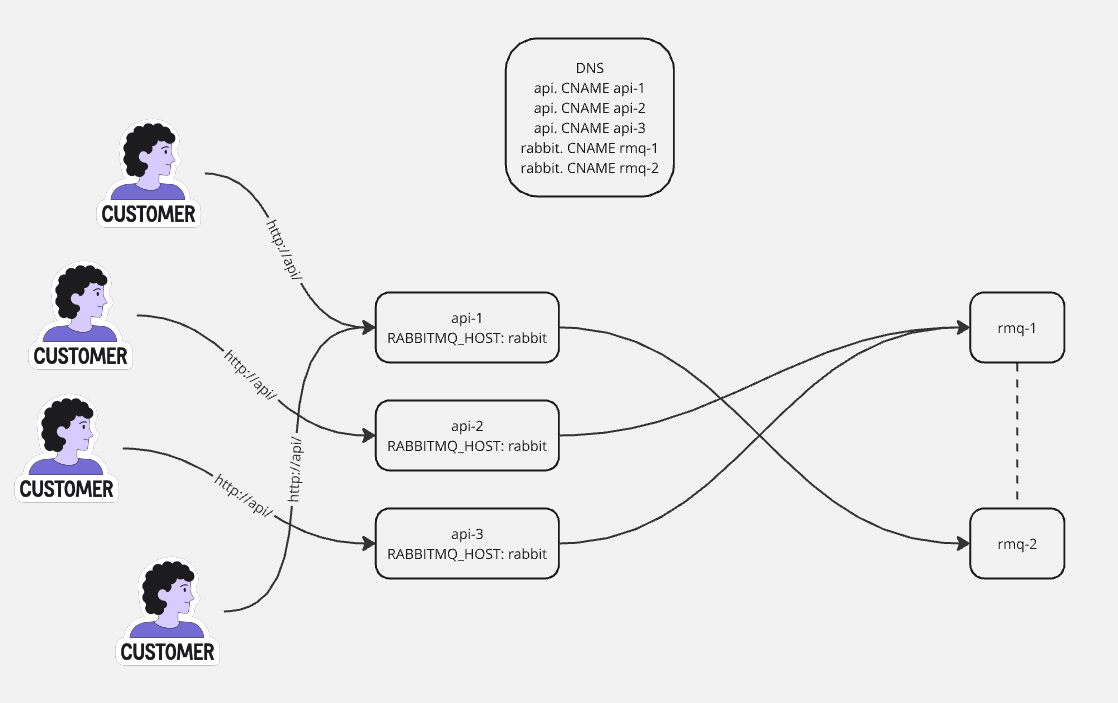 DNS
api. CNAME api-1
api. CNAME api-2
api. CNAME api-3
rabbit. CNAME rmq-1
rabbit. CNAME rmq-2
CUSTOMER
http://api/
CUSTOMER
http://api/
CUSTOMER
http://api/
CUSTOMER
http://api/
api-1
RABBITMQ_HOST: rabbit
api-2
RABBITMQ_HOST: rabbit
api-3
RABBITMQ_HOST: rabbit
rmq-1
rmq-2